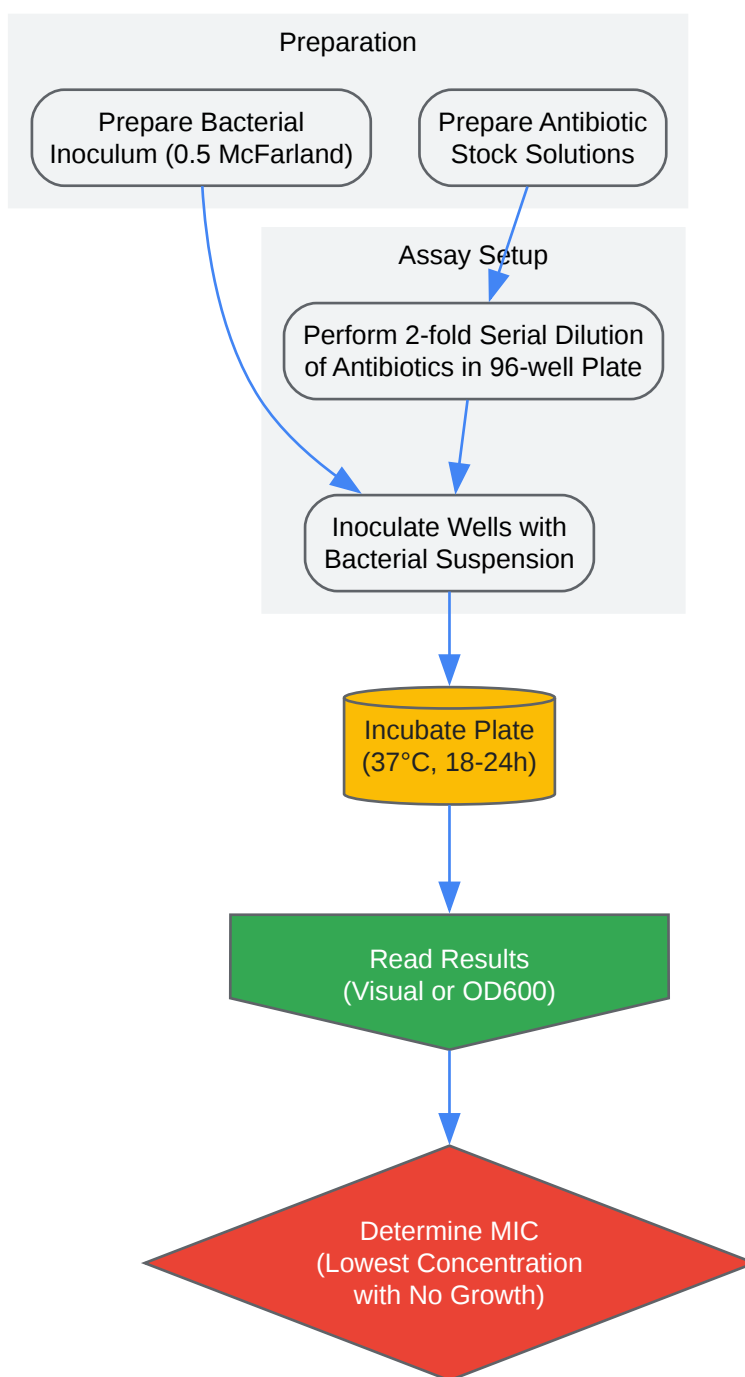 Preparation
Prepare Bacterial
Inoculum (0.5 McFarland)
Prepare Antibiotic
Stock Solutions
Assay Setup
Perform 2-fold Serial Dilution
of Antibiotics in 96-well Plate
Inoculate Wells with
Bacterial Suspension
Incubate Plate
(37°C, 18-24h)
Read Results
(Visual or OD600)
Determine MIC
(Lowest Concentration
with No Growth)